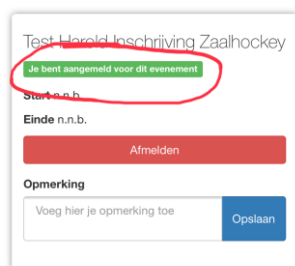 Test Harold Inschrijving Zaalhockey
Je bent aangemeld voor dit evenement
Start n.n.b.
Einde n.n.b.
Afmelden
Opmerking
Voeg hier je opmerking toe
Opslaan